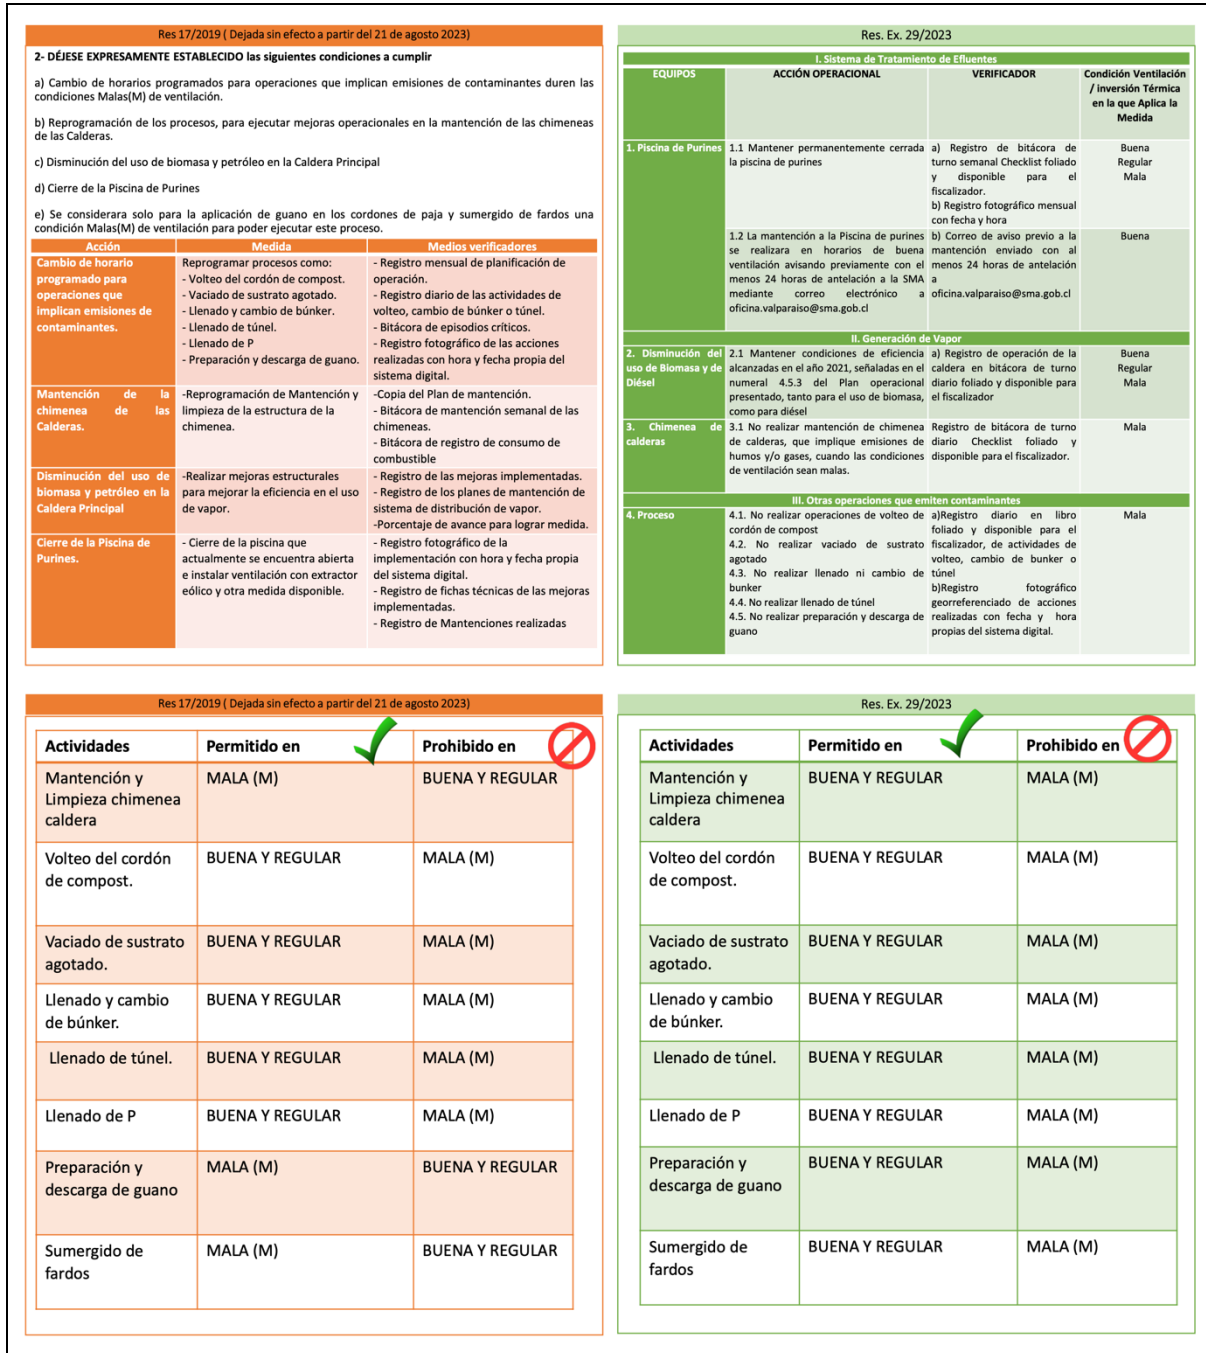 Res 17/2019 ( Dejada sin efecto a partir del 21 de agosto 2023)
2- DÉJESE EXPRESAMENTE ESTABLECIDO las siguientes condiciones a cumplir
a) Cambio de horarios programados para operaciones que implican emisiones de contaminantes duren las
condiciones Malas(M) de ventilación.
b) Reprogramación de los procesos, para ejecutar mejoras operacionales en la mantención de las chimeneas
de las Calderas.
c) Disminución del uso de biomasa y petróleo en la Caldera Principal
d) Cierre de la Piscina de Purines
e) Se considerara solo para la aplicación de guano en los cordones de paja y sumergido de fardos una
condición Malas(M) de ventilación para poder ejecutar este proceso.
Acción
Medida
Medios verificadores
Cambio de horario
programado para
operaciones que
implican emisiones de
contaminantes.
Reprogramar procesos como:
- Volteo del cordón de compost.
- Vaciado de sustrato agotado.
- Llenado y cambio de búnker.
- Llenado de túnel.
- Llenado de P
- Preparación y descarga de guano.
- Registro mensual de planificación de
operación.
- Registro diario de las actividades de
volteo, cambio de búnker o túnel.
- Bitácora de episodios críticos.
- Registro fotográfico de las acciones
realizadas con hora y fecha propia del
sistema digital.
Mantención de la
chimenea de las
Calderas.
-Reprogramación de Mantención y
limpieza de la estructura de la
chimenea.
-Copia del Plan de mantención.
- Bitácora de mantención semanal de las
chimeneas.
- Bitácora de registro de consumo de
combustible
Disminución del uso de
biomasa y petróleo en la
Caldera Principal
-Realizar mejoras estructurales
para mejorar la eficiencia en el uso
de vapor.
- Registro de las mejoras implementadas.
- Registro de los planes de mantención de
sistema de distribución de vapor.
-Porcentaje de avance para lograr medida.
Cierre de la Piscina de
Purines.
- Cierre de la piscina que
actualmente se encuentra abierta
e instalar ventilación con extractor
eólico y otra medida disponible.
- Registro fotográfico de la
implementación con hora y fecha propia
del sistema digital.
- Registro de fichas técnicas de las mejoras
implementadas.
- Registro de Mantenciones realizadas
Res. Ex. 29/2023
I. Sistema de Tratamiento de Efluentes
EQUIPOS
ACCIÓN OPERACIONAL
VERIFICADOR
Condición Ventilación
/ inversión Térmica
en la que Aplica la
Medida
1. Piscina de Purines
1.1 Mantener permanentemente cerrada
la piscina de purines
a) Registro de bitácora de
turno semanal Checklist foliado
y disponible para el
fiscalizador.
b) Registro fotográfico mensual
con fecha y hora
Buena
Regular
Mala
1.2 La mantención a la Piscina de purines
se realizara en horarios de buena
ventilación avisando previamente con el
menos 24 horas de antelación a la SMA
mediante correo electrónico a
oficina.valparaiso@sma.gob.cl
b) Correo de aviso previo a la
mantención enviado con al
menos 24 horas de antelación
a
oficina.valparaiso@sma.gob.cl
Buena
II. Generación de Vapor
2. Disminución del
uso de Biomasa y de
Diésel
2.1 Mantener condiciones de eficiencia
alcanzadas en el año 2021, señaladas en el
numeral 4.5.3 del Plan operacional
presentado, tanto para el uso de biomasa,
como para diésel
a) Registro de operación de la
caldera en bitácora de turno
diario foliado y disponible para
el fiscalizador
Buena
Regular
Mala
3. Chimenea de
calderas
3.1 No realizar mantención de chimenea
de calderas, que implique emisiones de
humos y/o gases, cuando las condiciones
de ventilación sean malas.
Registro de bitácora de turno
diario Checklist foliado y
disponible para el fiscalizador.
Mala
III. Otras operaciones que emiten contaminantes
4. Proceso
4.1. No realizar operaciones de volteo de
cordón de compost
4.2. No realizar vaciado de sustrato
agotado
4.3. No realizar llenado ni cambio de
bunker
4.4. No realizar llenado de túnel
4.5. No realizar preparación y descarga de
guano
a)Registro diario en libro
foliado y disponible para el
fiscalizador, de actividades de
volteo, cambio de bunker o
túnel
b)Registro fotográfico
georreferenciado de acciones
realizadas con fecha y hora
propias del sistema digital.
Mala
Res 17/2019 ( Dejada sin efecto a partir del 21 de agosto 2023)
Actividades
Permitido en
Prohibido en
Mantención y
Limpieza chimenea
caldera
MALA (M)
BUENA Y REGULAR
Volteo del cordón
de compost.
BUENA Y REGULAR
MALA (M)
Vaciado de sustrato
agotado.
BUENA Y REGULAR
MALA (M)
Llenado y cambio
de búnker.
BUENA Y REGULAR
MALA (M)
Llenado de túnel.
BUENA Y REGULAR
MALA (M)
Llenado de P
BUENA Y REGULAR
MALA (M)
Preparación y
descarga de guano
MALA (M)
BUENA Y REGULAR
Sumergido de
fardos
MALA (M)
BUENA Y REGULAR
Res. Ex. 29/2023
Actividades
Permitido en
Prohibido en
Mantención y
Limpieza chimenea
caldera
BUENA Y REGULAR
MALA (M)
Volteo del cordón
de compost.
BUENA Y REGULAR
MALA (M)
Vaciado de sustrato
agotado.
BUENA Y REGULAR
MALA (M)
Llenado y cambio
de búnker.
BUENA Y REGULAR
MALA (M)
Llenado de túnel.
BUENA Y REGULAR
MALA (M)
Llenado de P
BUENA Y REGULAR
MALA (M)
Preparación y
descarga de guano
BUENA Y REGULAR
MALA (M)
Sumergido de
fardos
BUENA Y REGULAR
MALA (M)